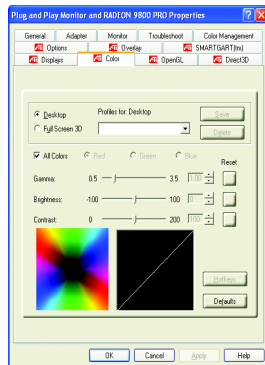 Plug and Play Monitor and RADEON 9800 PRO Properties
General Adapter Monitor Troubleshoot Color Management
Options Overlay SMARTGART(tm)
Displays Color OpenGL Direct3D
Desktop Profiles for: Desktop Save
Full Screen 3D Delete
All Colors Red Green Blue Reset
Gamma: 0.5 3.5 1.00
Brightness: -100 100 0
Contrast: 0 200 100
Hotkeys
Defaults
OK Cancel Apply Help